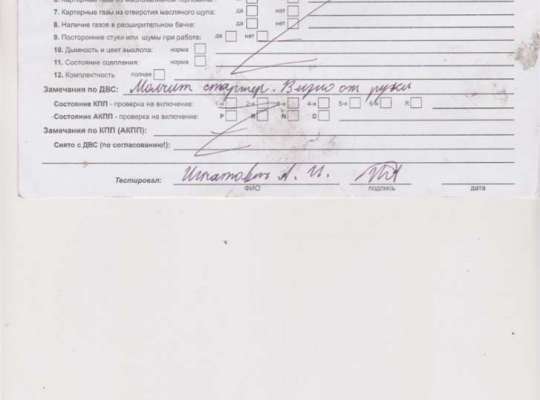 7. Картерные газы из отверстия масляного щупа: да нет
8. Наличие газов в расширительном бачке: да нет
9. Посторонние стуки или шумы при работе: да нет
10. Дымность и цвет выхлопа: норма
11. Состояние сцепления: норма
12. Комплектность полная
Замечания по ДВС: Молчит стартер. от руки
Состояние КПП - проверка на включение: 1- 2- 3- 4- 5- 6- R:
Состояние АКПП - проверка на включение: P R N D
Замечания по КПП (АКПП):
Снято с ДВС (по согласованию!):
Тестировал: А. И.
ФИО подпись дата